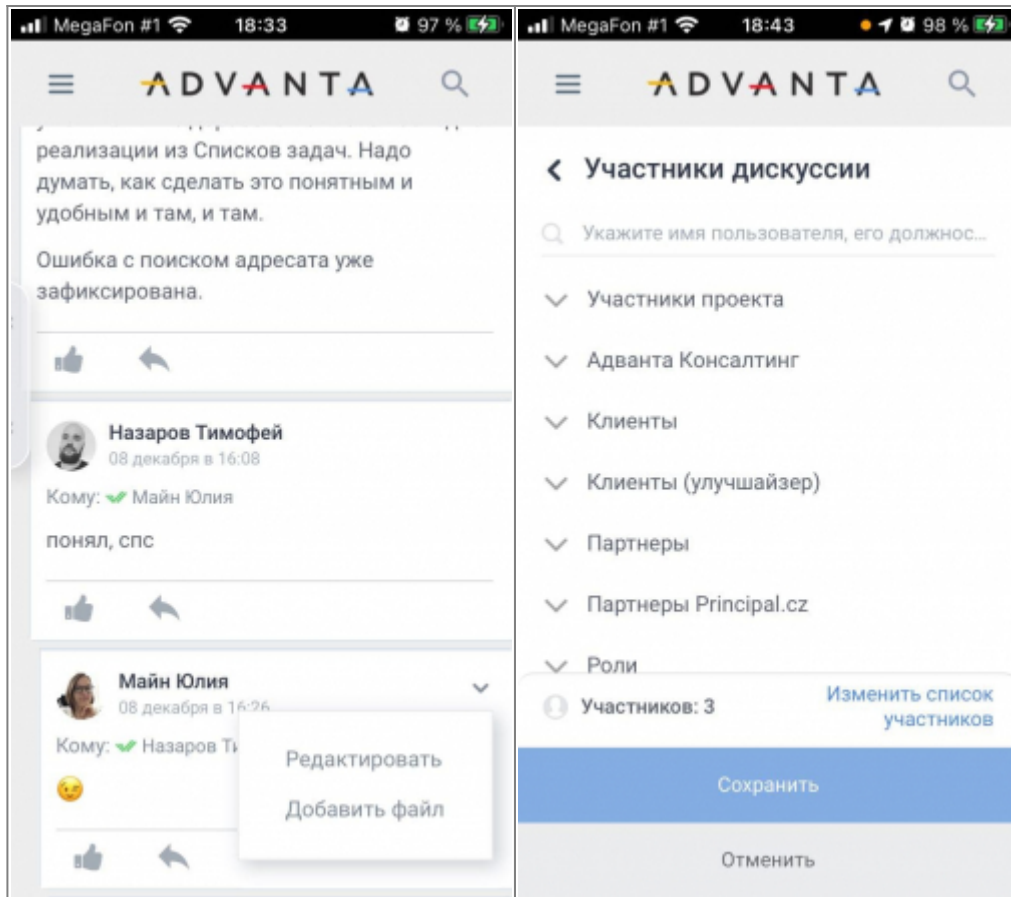 MegaFon #1 18:33 97 %
ADVANTA
реализации из Списков задач. Надо
думать, как сделать это понятным и
удобным и там, и там.
Ошибка с поиском адресата уже
зафиксирована.
Назаров Тимофей
08 декабря в 16:08
Кому: Майн Юлия
понял, спс
Майн Юлия
08 декабря в 16:26
Кому: Назаров Ти
😉
Редактировать
Добавить файл
MegaFon #1 18:43 98 %
ADVANTA
Участники дискуссии
Укажите имя пользователя, его должнос...
Участники проекта
Адванта Консалтинг
Клиенты
Клиенты (улучшайзер)
Партнеры
Партнеры Principal.cz
Роли
Участников: 3
Изменить список
участников
Сохранить
Отменить